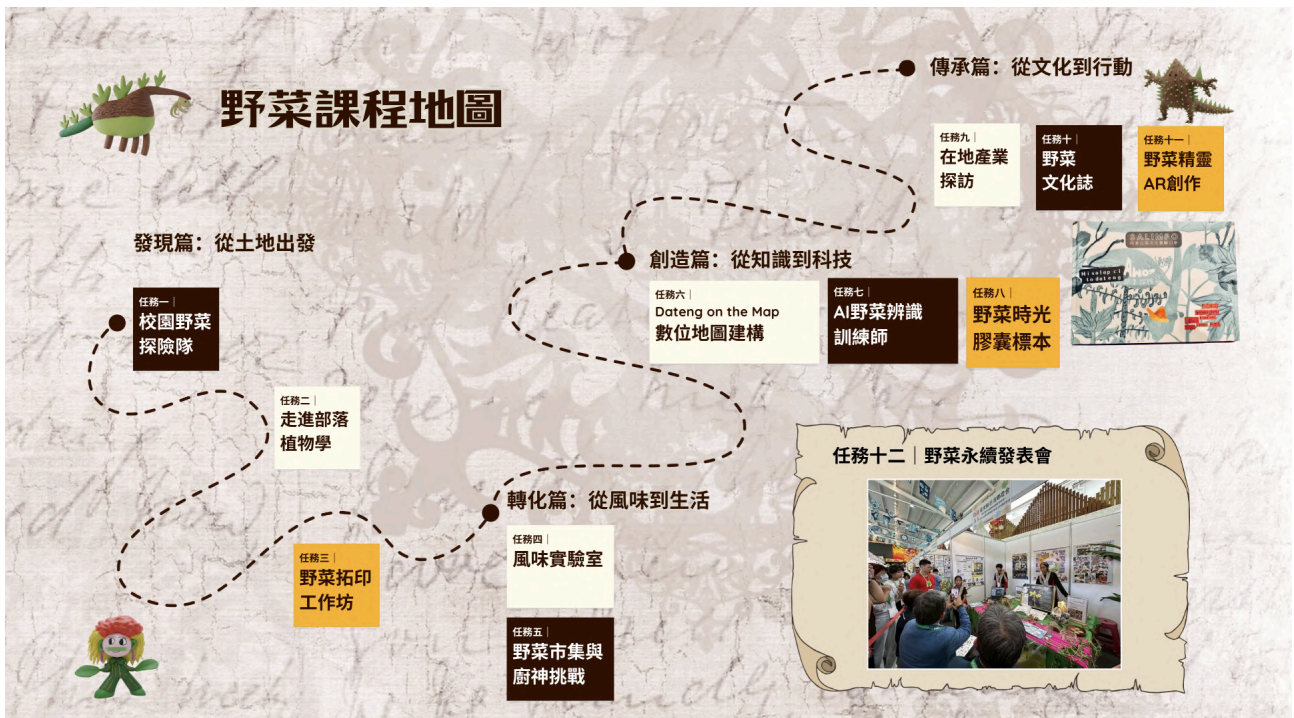 野菜課程地圖
發現篇：從土地出發
任務一｜
校園野菜
探險隊
任務二｜
走進部落
植物學
任務三｜
野菜拓印
工作坊
轉化篇：從風味到生活
任務四｜
風味實驗室
任務五｜
野菜市集與
廚神挑戰
創造篇：從知識到科技
任務六｜
Dateng on the Map
數位地圖建構
任務七｜
AI野菜辨識
訓練師
任務八｜
野菜時光
膠囊標本
傳承篇：從文化到行動
任務九｜
在地產業
探訪
任務十｜
野菜
文化誌
任務十一｜
野菜精靈
AR創作
任務十二｜野菜永續發表會